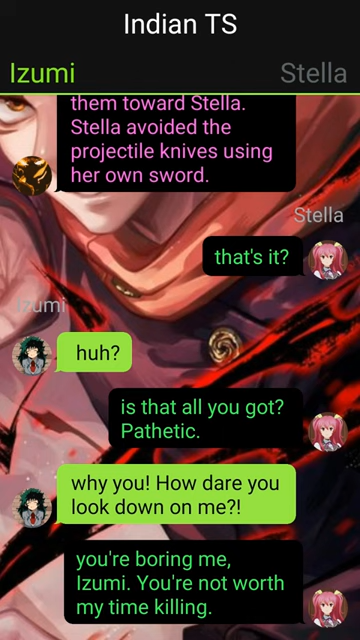 Indian TS
Izumi Stella
them toward Stella.
Stella avoided the
projectile knives using
her own sword.
Stella
that's it?
Izumi
huh?
is that all you got?
Pathetic.
why you! How dare you
look down on me?!
you're boring me,
Izumi. You're not worth
my time killing.